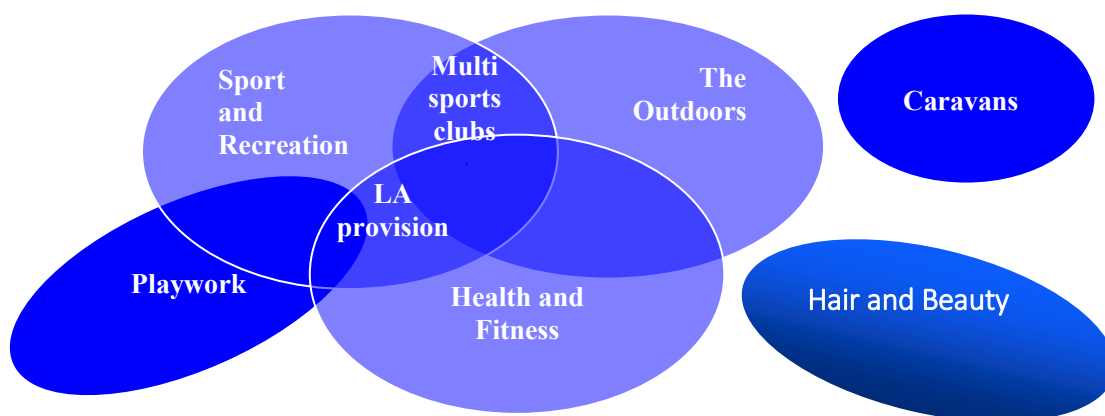 Sport
and
Recreation
Multi
sports
clubs
The
Outdoors
Caravans
LA
provision
Playwork
Health and
Fitness
Hair and Beauty